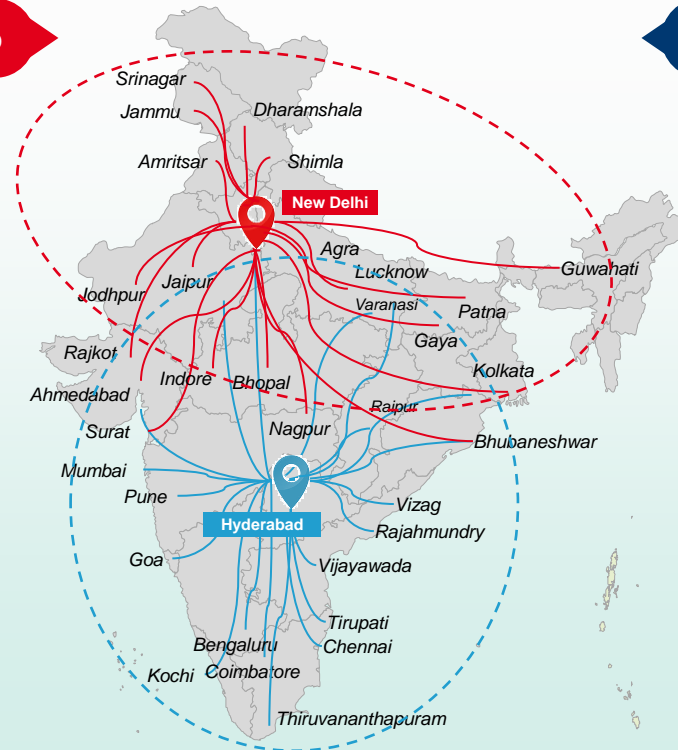 Srinagar
Jammu
Dharamshala
Amritsar
Shimla
New Delhi
Agra
Lucknow
Guwahati
Jaipur
Jodhpur
Varanasi
Patna
Gaya
Rajkot
Kolkata
Indore
Bhopal
Ahmedabad
Raipur
Nagpur
Surat
Bhubaneshwar
Mumbai
Pune
Vizag
Hyderabad
Rajahmundry
Goa
Vijayawada
Tirupati
Bengaluru
Chennai
Kochi
Coimbatore
Thiruvananthapuram